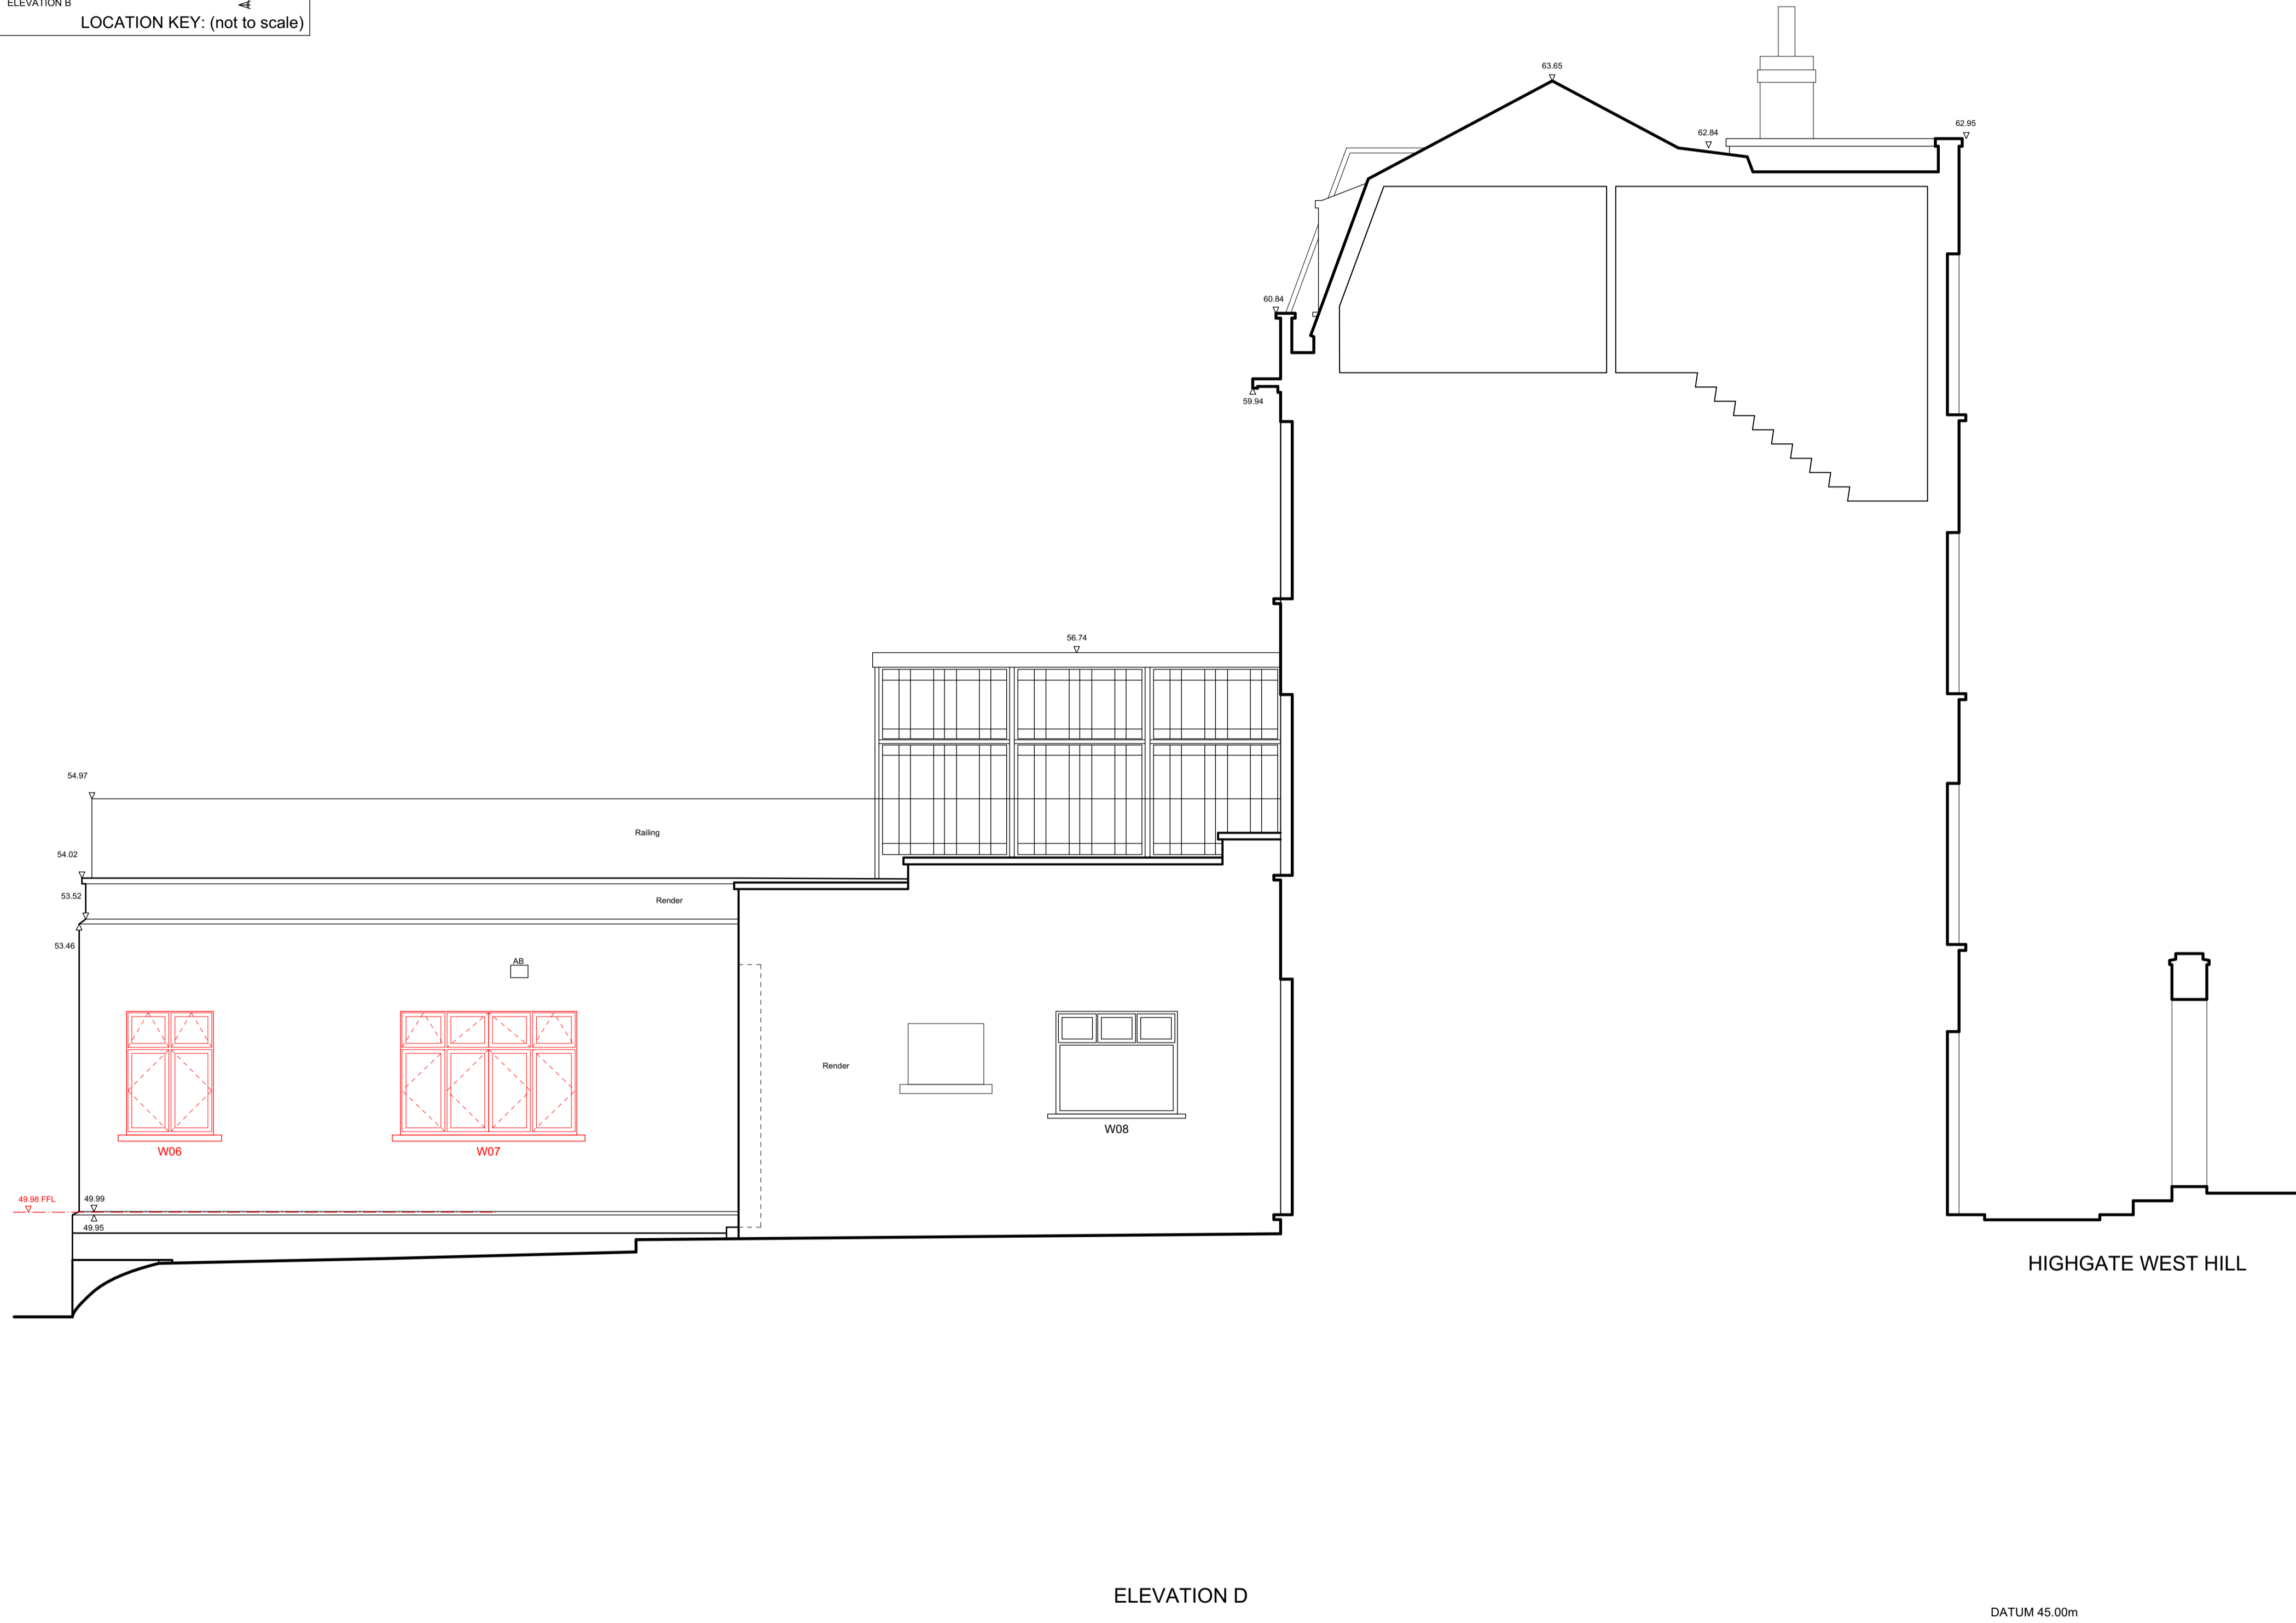 ELEVATION B
LOCATION KEY: (not to scale)
63.65
62.95
62.84
60.84
59.94
56.74
54.97
Railing
54.02
53.52
Render
53.46
AB
Render
W08
W06
W07
49.98 FFL
49.99
49.95
HIGHGATE WEST HILL
ELEVATION D
DATUM 45.00m